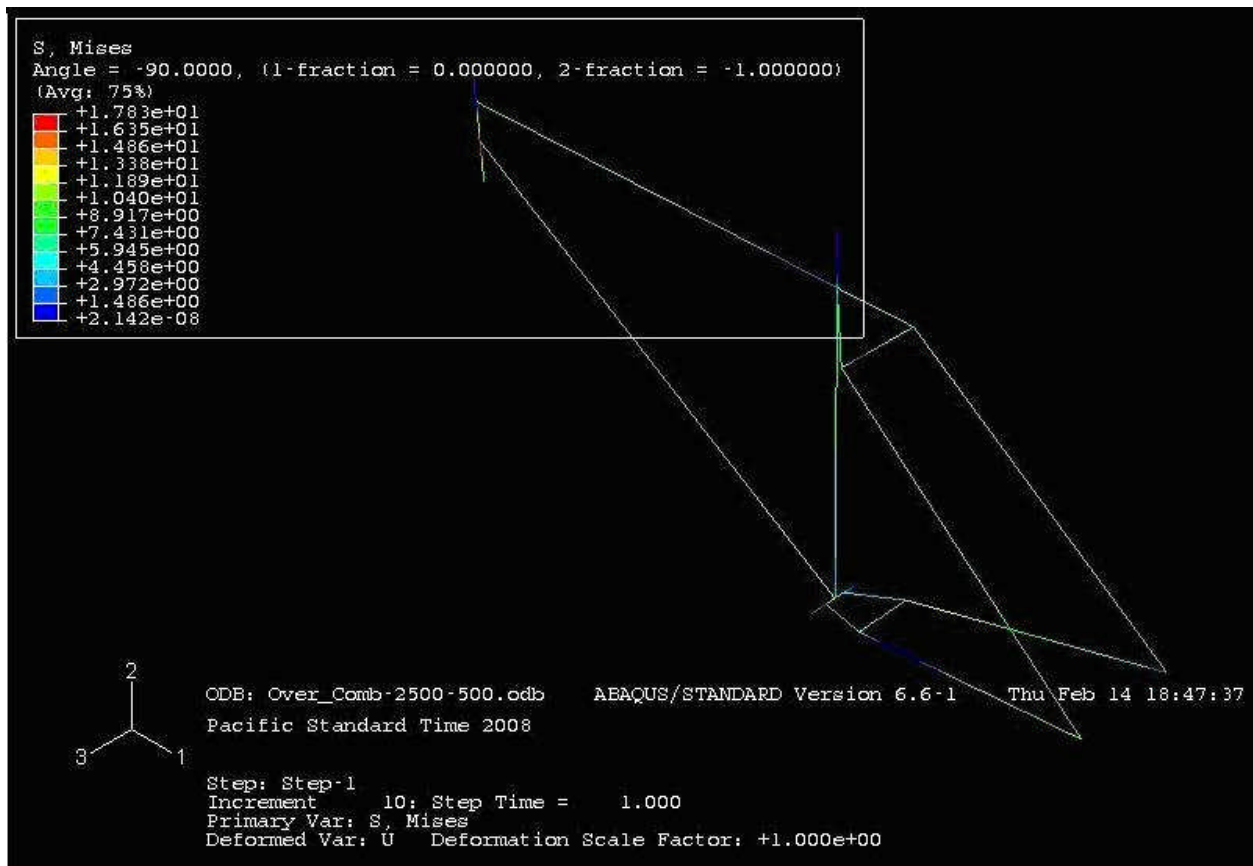 S, Mises
Angle = -90.0000, (1-fraction = 0.000000, 2-fraction = -1.000000)
(Avg: 75%)
+1.783e+01
+1.635e+01
+1.486e+01
+1.338e+01
+1.189e+01
+1.040e+01
+8.917e+00
+7.431e+00
+5.945e+00
+4.458e+00
+2.972e+00
+1.486e+00
+2.142e-08
2
3
1
ODB: Over_Comb-2500-500.odb ABAQUS/STANDARD Version 6.6-1 Thu Feb 14 18:47:37
Pacific Standard Time 2008
Step: Step-1
Increment 10: Step Time = 1.000
Primary Var: S, Mises
Deformed Var: U Deformation Scale Factor: +1.000e+00